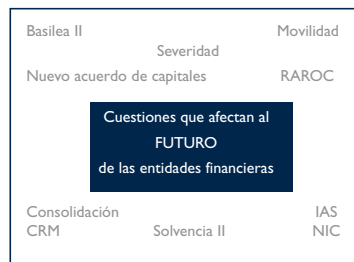 Basilea II Movilidad
Severidad
Nuevo acuerdo de capitales RAROC
Cuestiones que afectan al
FUTURO
de las entidades financieras
Consolidación IAS
CRM Solvencia II NIC